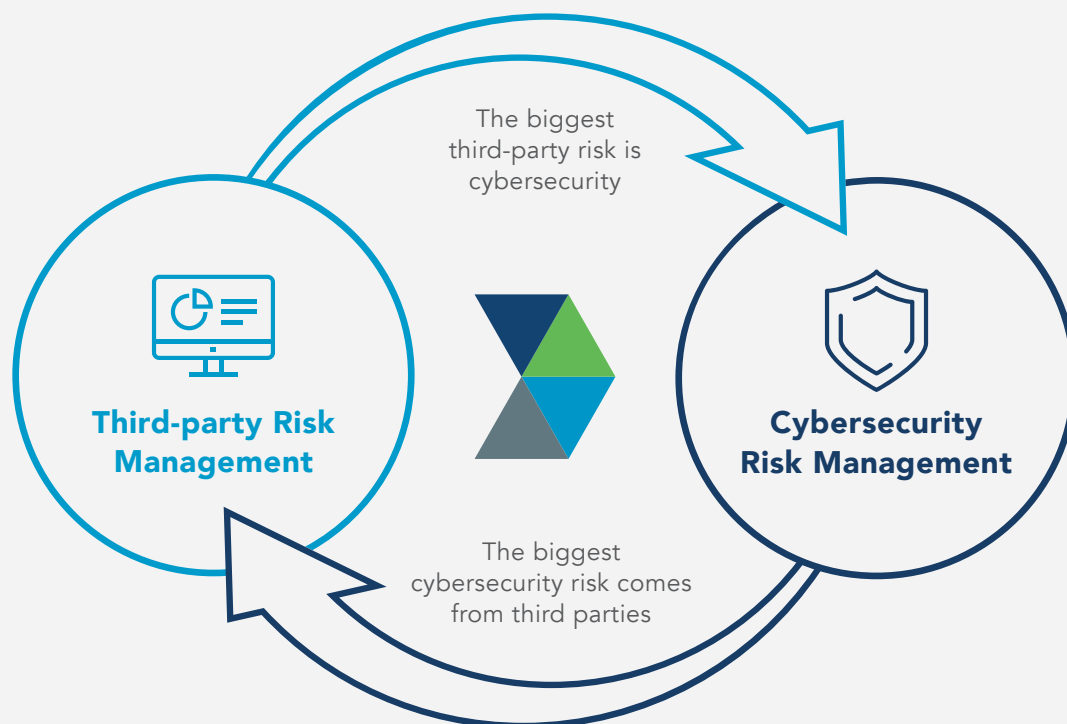 The biggest
third-party risk is
cybersecurity
Third-party Risk
Management
Cybersecurity
Risk Management
The biggest
cybersecurity risk comes
from third parties